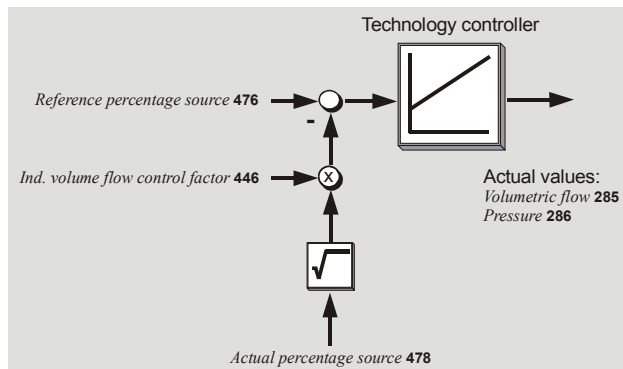 Technology controller
Reference percentage source 476
-
Ind. volume flow control factor 446
x
Actual values:
Volumetric flow 285
Pressure 286
√
Actual percentage source 478